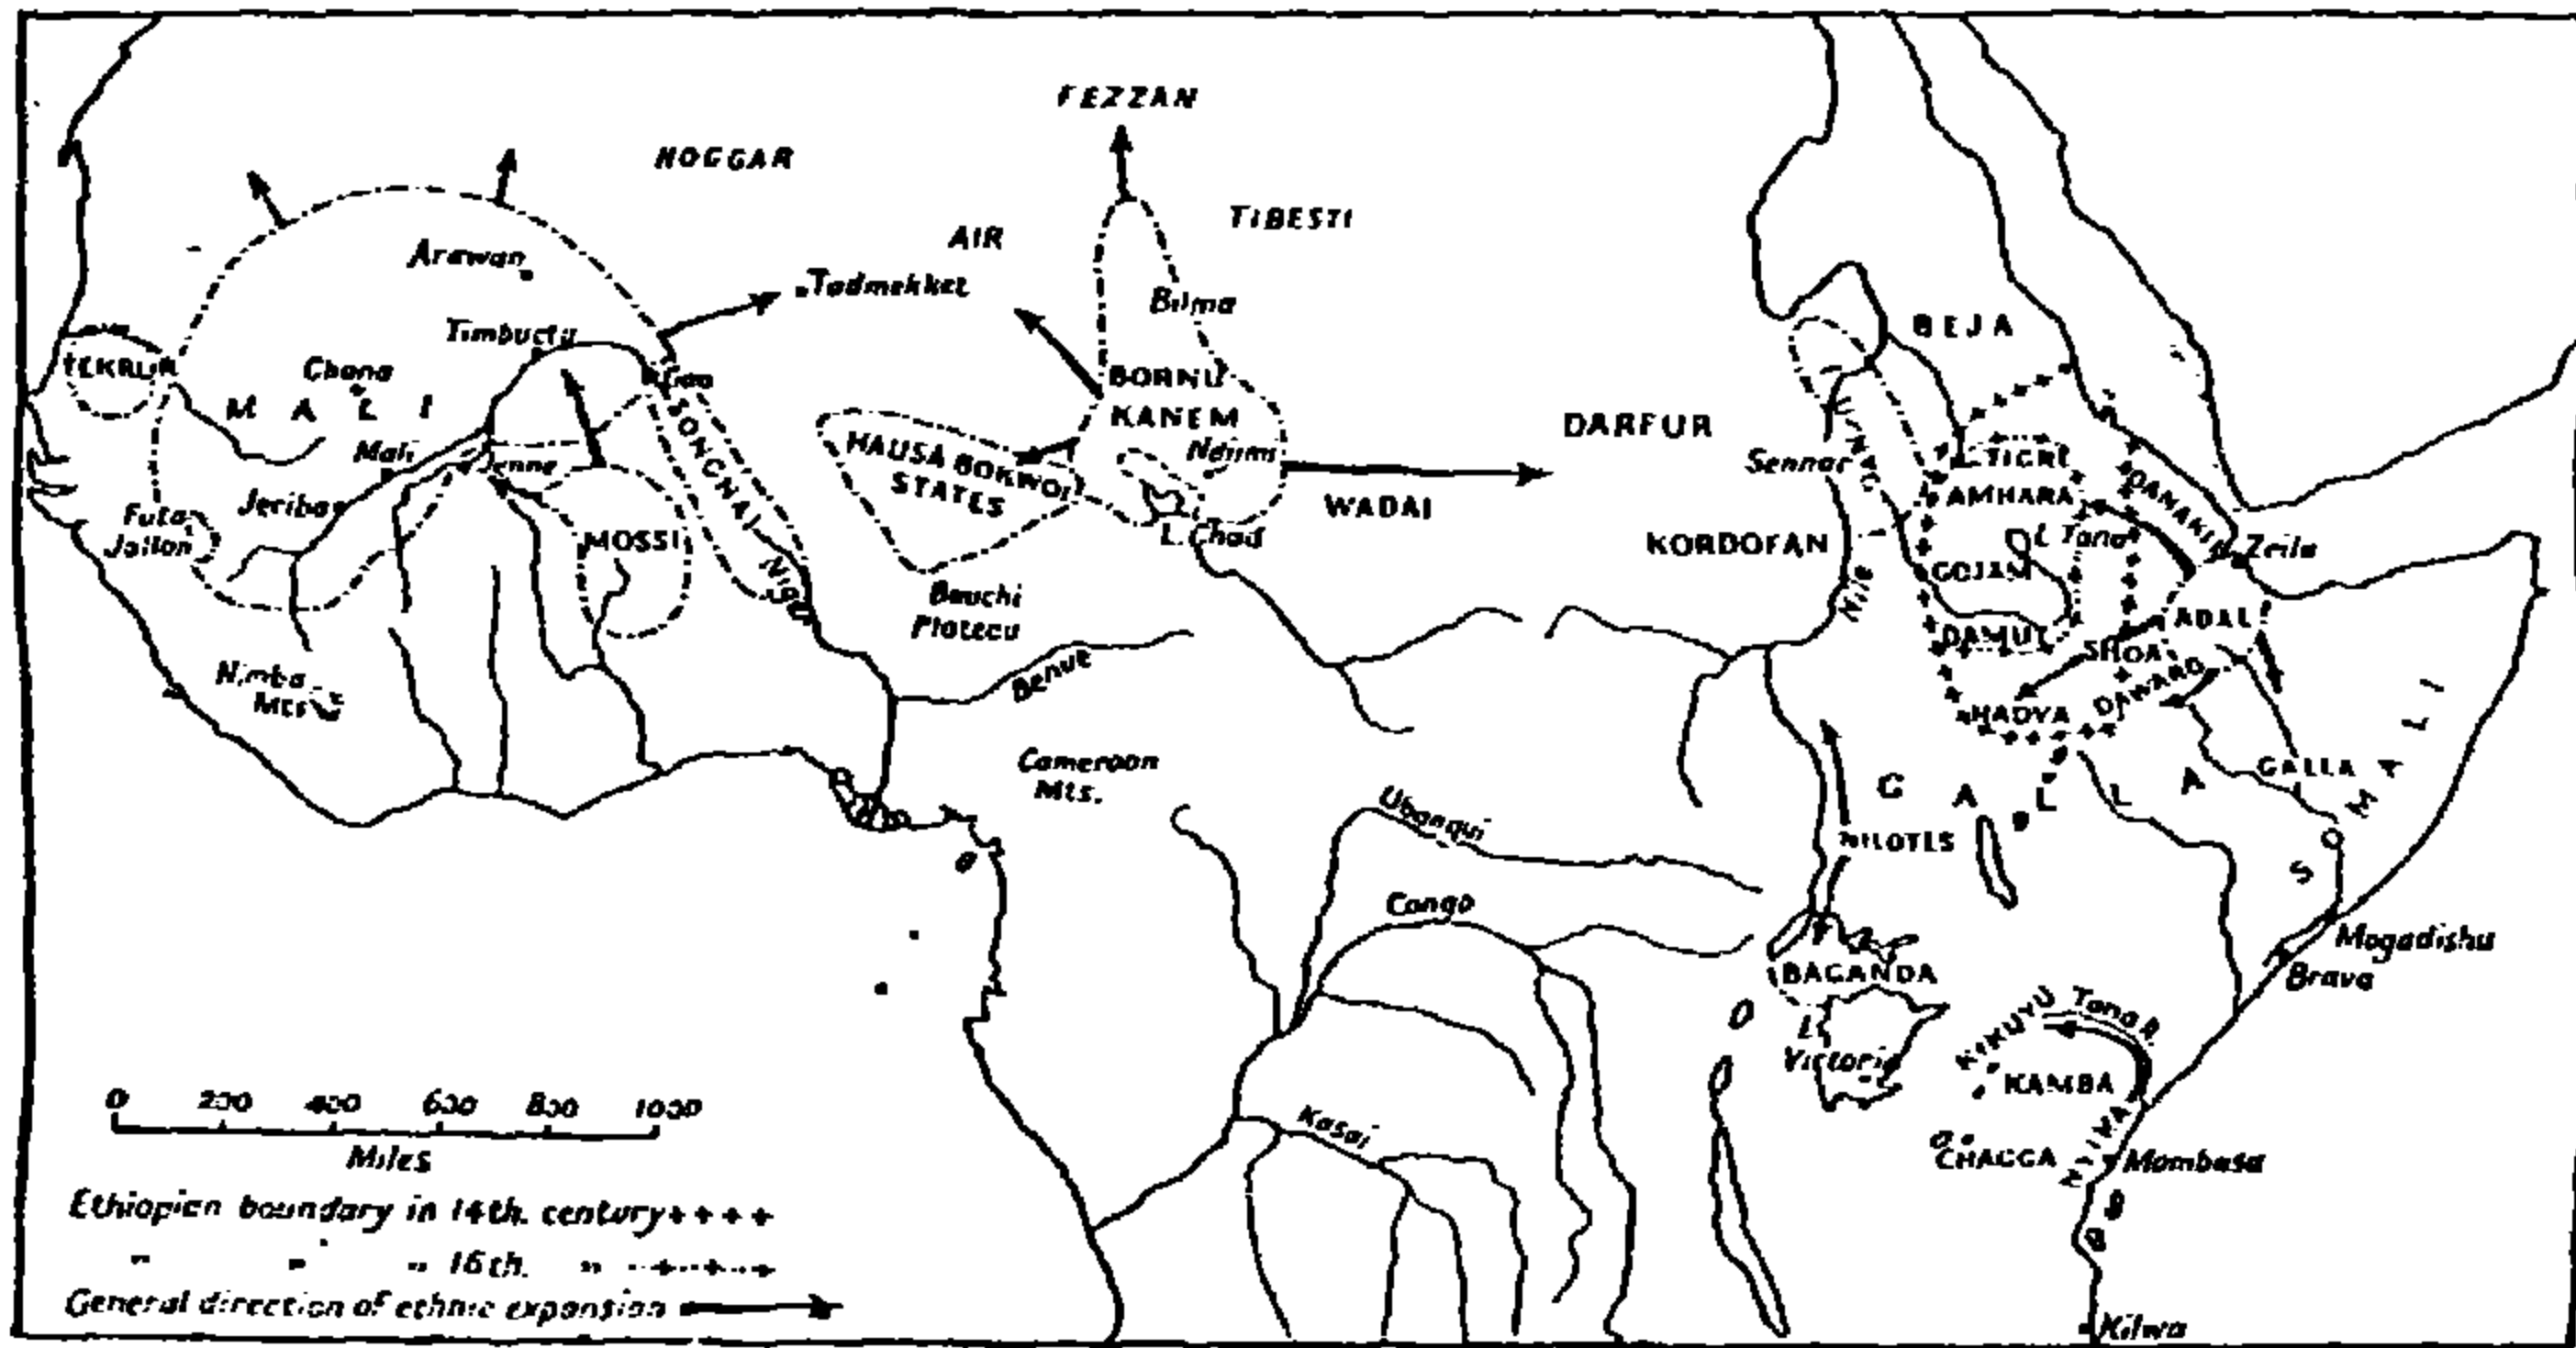 FEZZAN
HOGGAR
TIBESTI
AIR
Arawan
Tadmekket
Bilma
Timbuctu
BEJA
TEKRUR
Ghana
Gao
BORNU
KANEM
MALI
DARFUR
HAUSA BOKWOI
STATES
Njimi
SONGHAI
Mali
Jenne
Sennar
FUNG
TIGRE
AMHARA
DANAKIL
WADAI
Jeriba
Futa
Jallon
MOSSI
L. Chad
KORDOFAN
L Tana
Zeila
GOJAM
Nile
Bauchi
Plateau
ADAL
DAMUT
SHOA
Benue
DAWARO
Nimba
Mts
HADYA
Cameroon
Mts.
GALLA
GALLA
SOMALI
Ubangui
NILOTES
Congo
Mogadishu
BAGANDA
Brava
L
Victoria
KIKUYU
Tana R.
KAMBA
0 200 400 600 800 1000
Miles
Kasai
CHAGGA
Mombasa
Ethiopian boundary in 14th. century ++++
" " " 16th. "
General direction of ethnic expansion
Kilwa